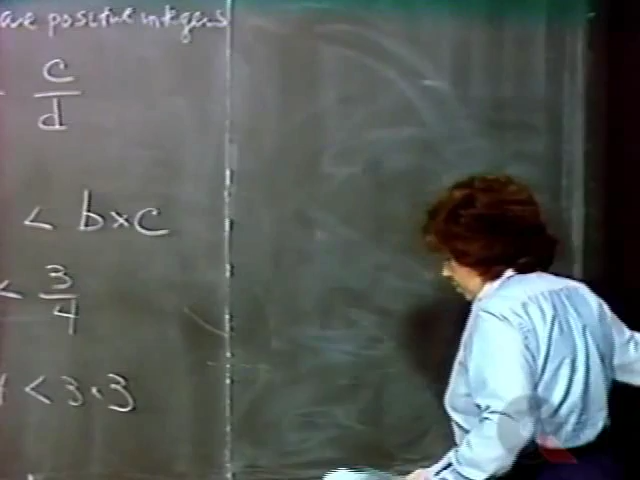 are positive integers
c
d
< b×c
< 3
4
< 3·3